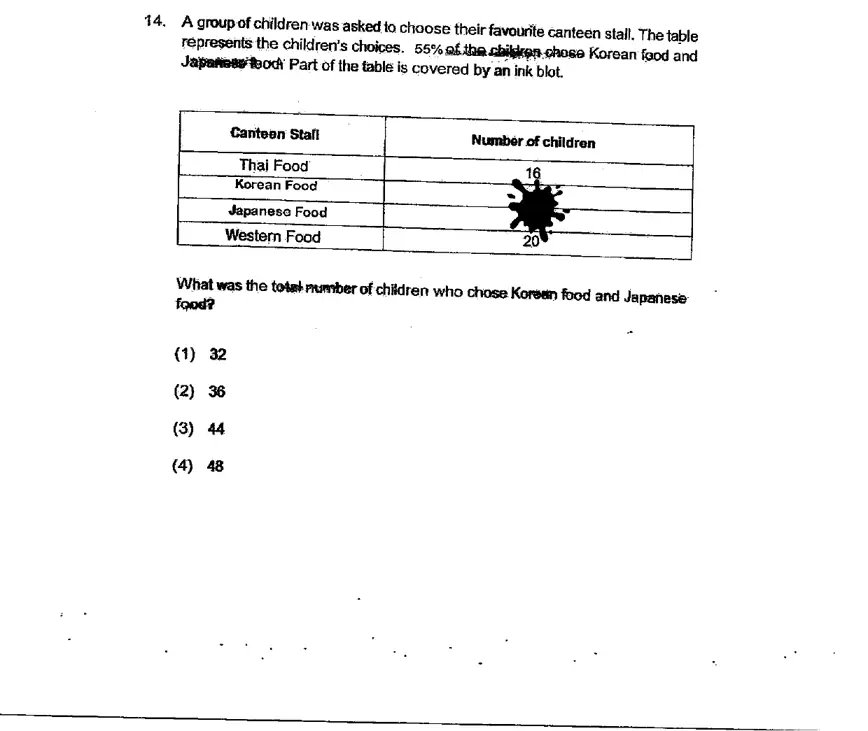 14. A group of children was asked to choose their favourite canteen stall. The table
represents the children's choices. 55% of the children chose Korean food and
Japanese food. Part of the table is covered by an ink blot.
Canteen Stall Number of children
Thai Food 16
Korean Food
Japanese Food
Western Food 20
What was the total number of children who chose Korean food and Japanese
food?
(1) 32
(2) 36
(3) 44
(4) 48